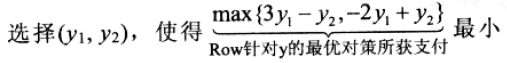 选择(y₁, y₂)，使得 max{3y₁ − y₂, −2y₁ + y₂} 最小
Row针对y的最优对策所获支付